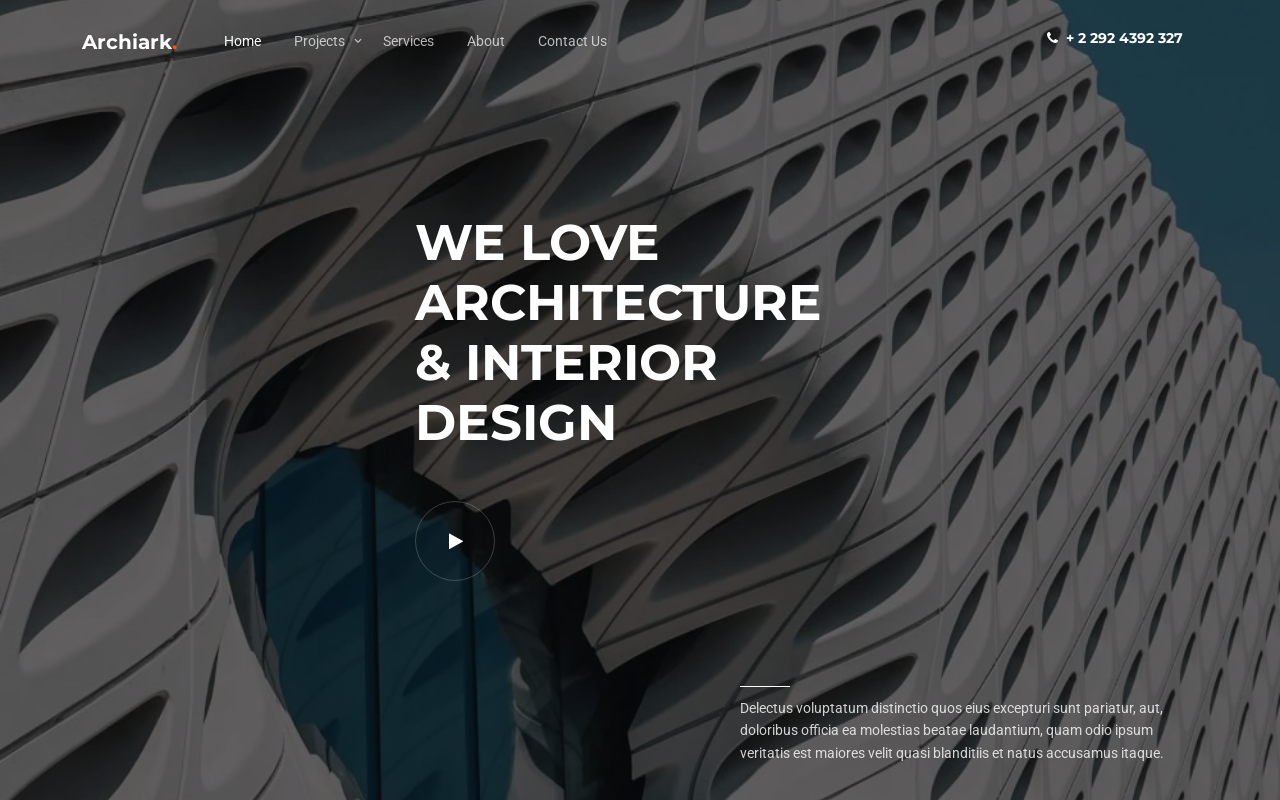 Archiark.
Home
Projects
Services
About
Contact Us
+ 2 292 4392 327
WE LOVE
ARCHITECTURE
& INTERIOR
DESIGN
Delectus voluptatum distinctio quos eius excepturi sunt pariatur, aut,
doloribus officia ea molestias beatae laudantium, quam odio ipsum
veritatis est maiores velit quasi blanditiis et natus accusamus itaque.